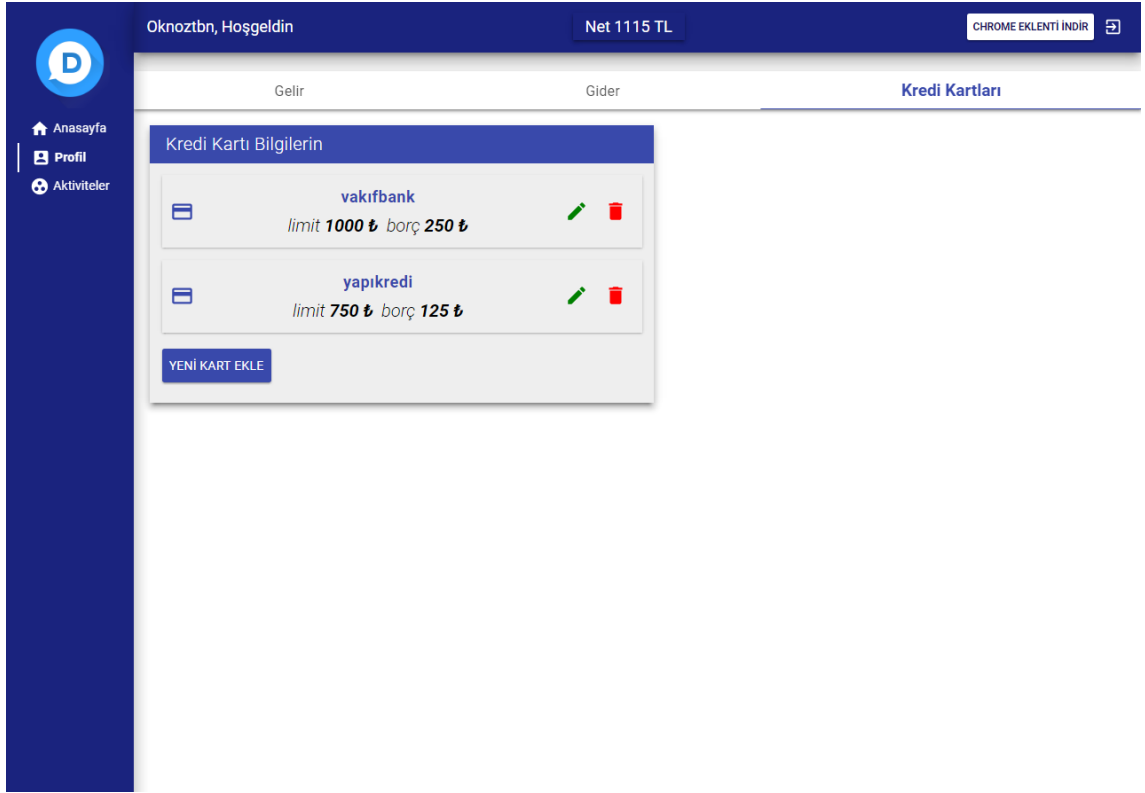 Oknoztbn, Hoşgeldin
Net 1115 TL
CHROME EKLENTİ İNDİR
D
Anasayfa
Profil
Aktiviteler
Gelir
Gider
Kredi Kartları
Kredi Kartı Bilgilerin
vakıfbank
limit 1000 ₺ borç 250 ₺
yapıkredi
limit 750 ₺ borç 125 ₺
YENİ KART EKLE